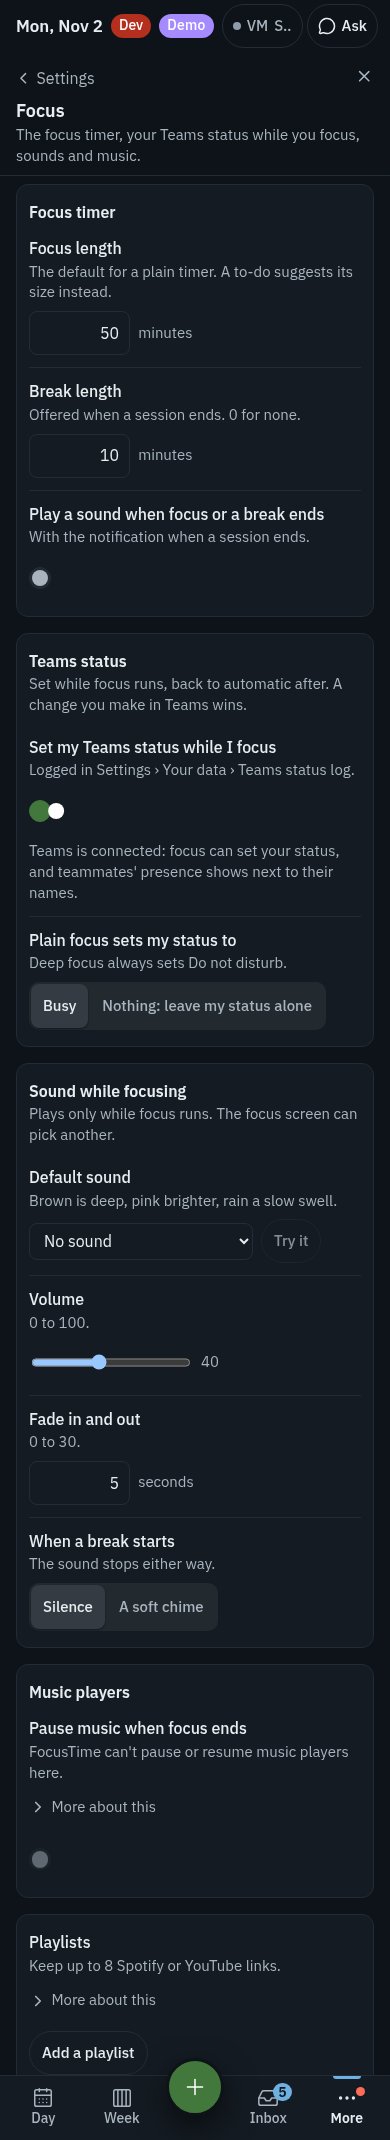 Mon, Nov 2 Dev Demo VM S.. Ask
Settings
Focus
The focus timer, your Teams status while you focus,
sounds and music.
Focus timer
Focus length
The default for a plain timer. A to-do suggests its
size instead.
50 minutes
Break length
Offered when a session ends. 0 for none.
10 minutes
Play a sound when focus or a break ends
With the notification when a session ends.
Teams status
Set while focus runs, back to automatic after. A
change you make in Teams wins.
Set my Teams status while I focus
Logged in Settings › Your data › Teams status log.
Teams is connected: focus can set your status,
and teammates' presence shows next to their
names.
Plain focus sets my status to
Deep focus always sets Do not disturb.
Busy Nothing: leave my status alone
Sound while focusing
Plays only while focus runs. The focus screen can
pick another.
Default sound
Brown is deep, pink brighter, rain a slow swell.
No sound Try it
Volume
0 to 100.
40
Fade in and out
0 to 30.
5 seconds
When a break starts
The sound stops either way.
Silence A soft chime
Music players
Pause music when focus ends
FocusTime can't pause or resume music players
here.
More about this
Playlists
Keep up to 8 Spotify or YouTube links.
More about this
Add a playlist
5
Day Week Inbox More